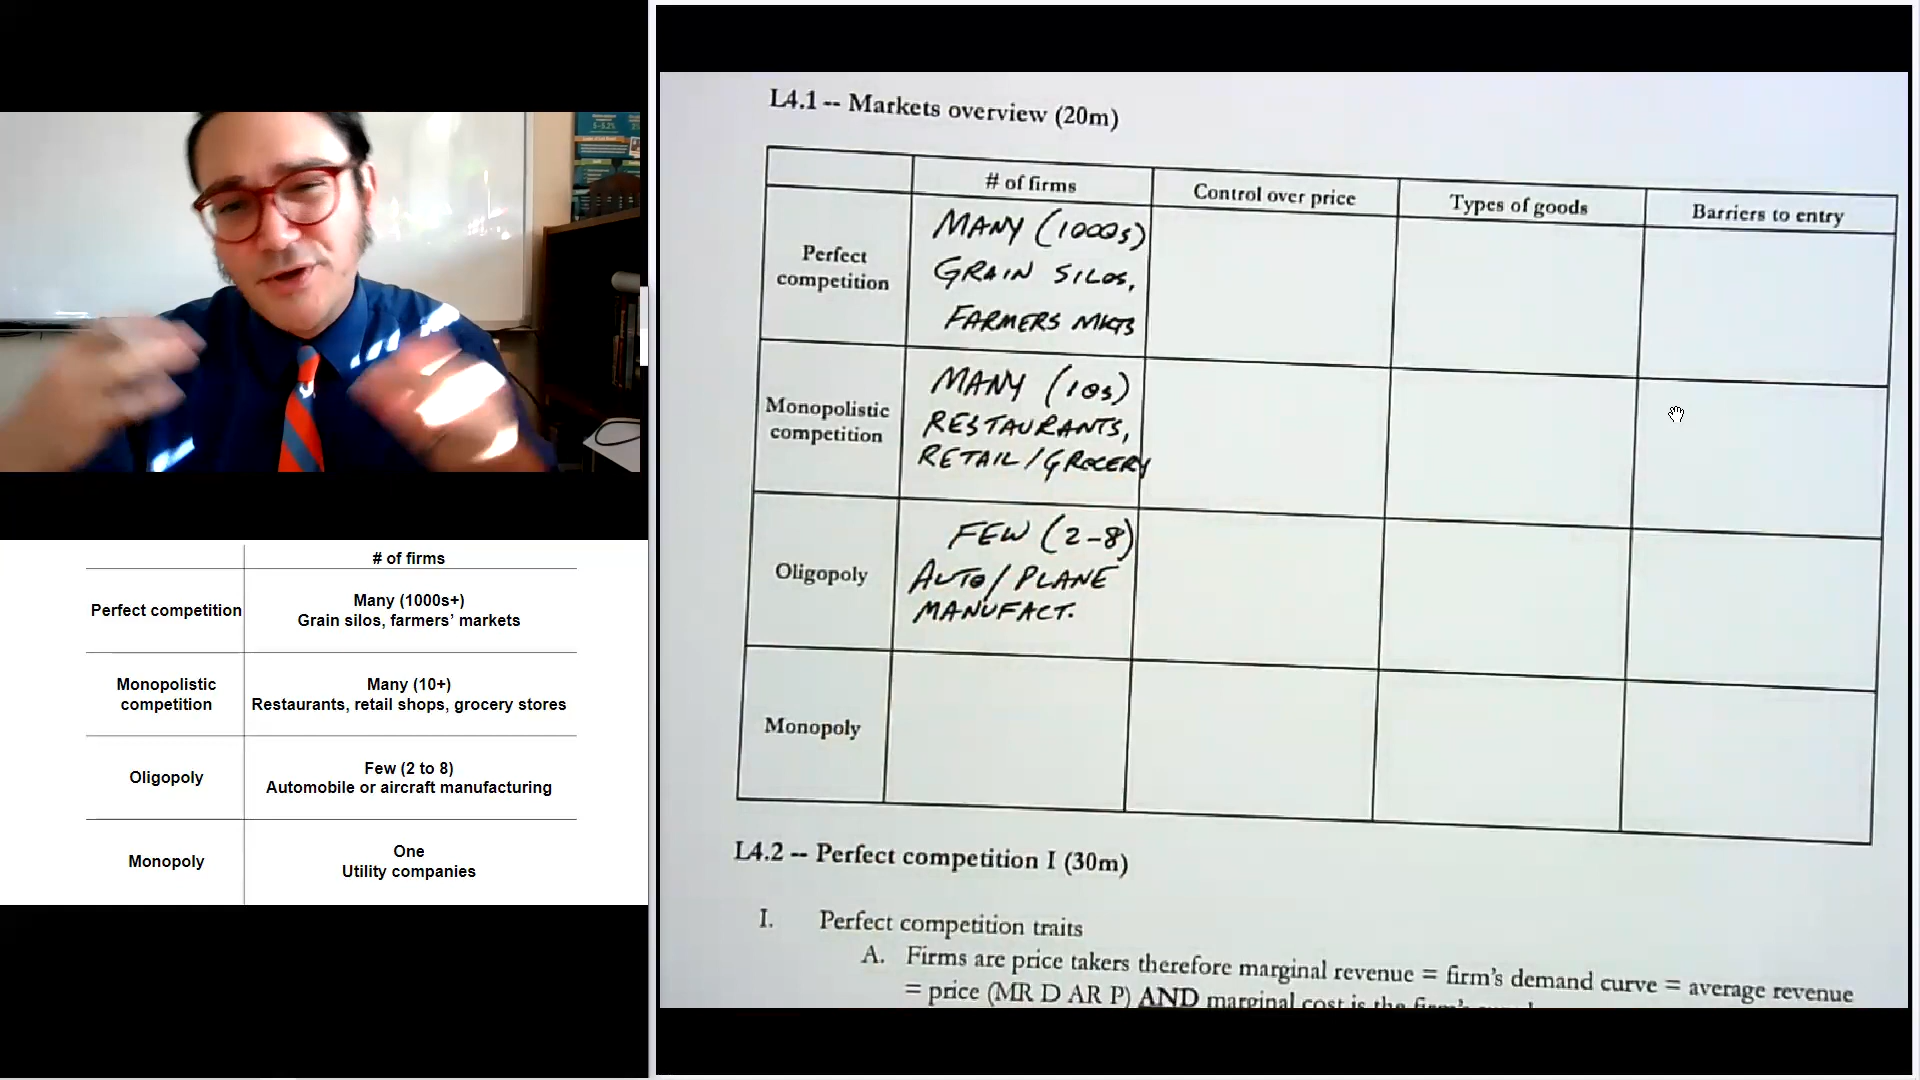 # of firms
Perfect competition
Many (1000s+)
Grain silos, farmers’ markets
Monopolistic
competition
Many (10+)
Restaurants, retail shops, grocery stores
Oligopoly
Few (2 to 8)
Automobile or aircraft manufacturing
Monopoly
One
Utility companies
L4.1 -- Markets overview (20m)
# of firms
Control over price
Types of goods
Barriers to entry
Perfect
competition
MANY (1000s)
GRAIN SILOS,
FARMERS MKTS
Monopolistic
competition
MANY (10s)
RESTAURANTS,
RETAIL/GROCERY
Oligopoly
FEW (2-8)
AUTO/PLANE
MANUFACT.
Monopoly
L4.2 -- Perfect competition I (30m)
I. Perfect competition traits
A. Firms are price takers therefore marginal revenue = firm's demand curve = average revenue
= price (MR D AR P) AND marginal cost is the firm's